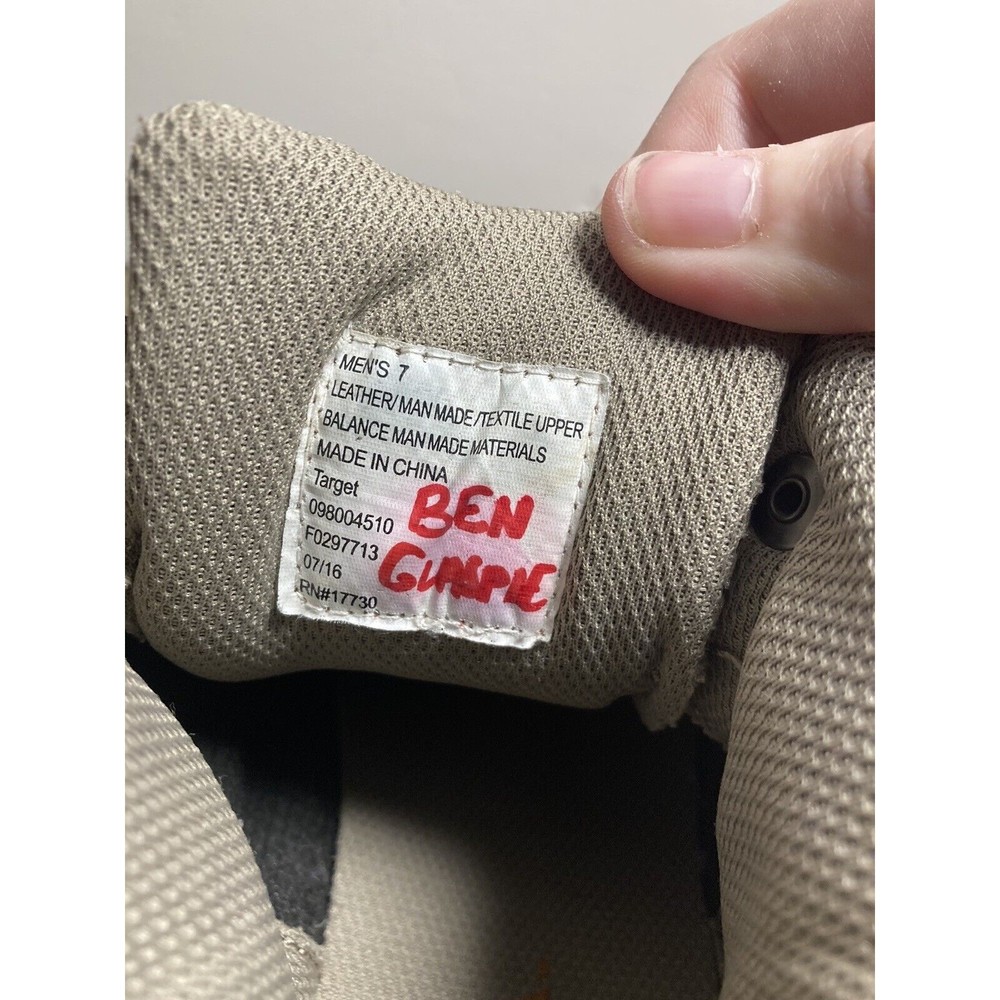 MEN'S 7
LEATHER/ MAN MADE /TEXTILE UPPER
BALANCE MAN MADE MATERIALS
MADE IN CHINA
Target
098004510
F0297713
07/16
RN#17730
BEN
GLASPIE